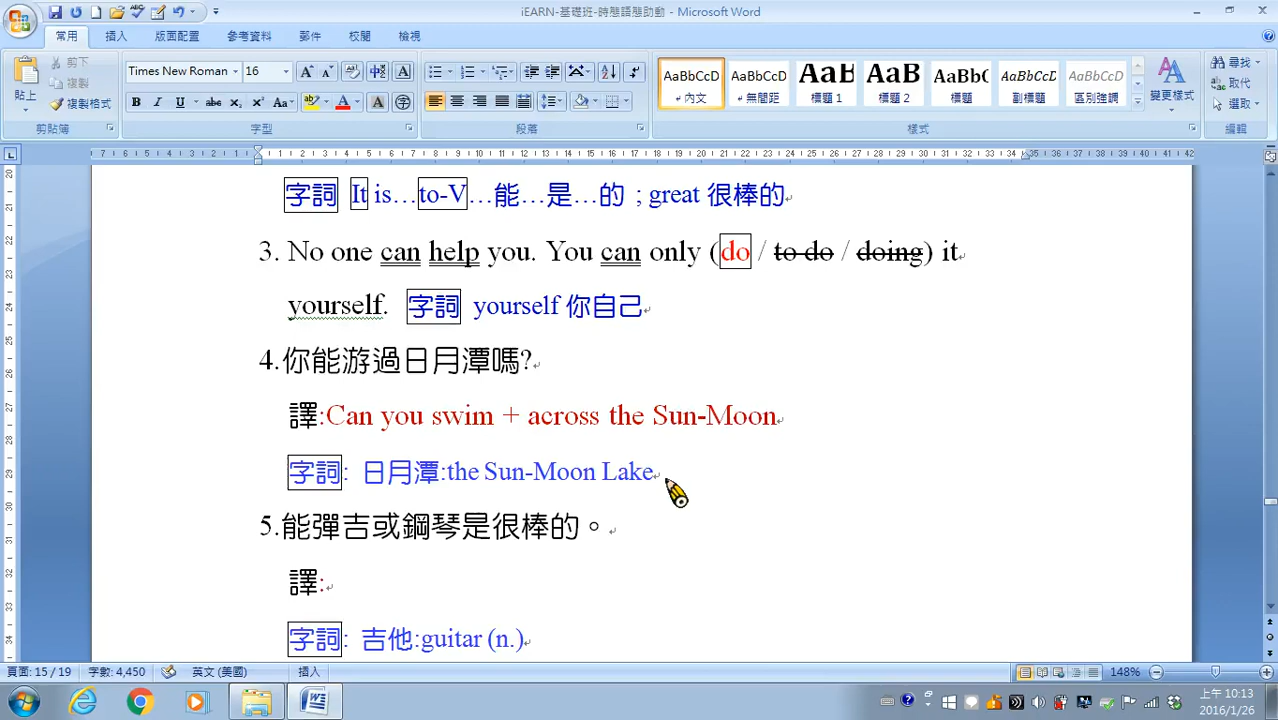 iEARN-基礎班-時態語態助動 - Microsoft Word
常用 插入 版面配置 參考資料 郵件 校閱 檢視
貼上 剪下 複製 複製格式 剪貼簿
Times New Roman 16
字型
段落
AaBbCcD 內文 AaBbCcD 無間距 AaB 標題 1 AaB 標題 2 AaBb( 標題 AaBbCcD 副標題 AaBbCcD 區別強調 變更樣式
樣式
尋找 取代 選取 編輯
字詞 It is…to-V…能…是…的 ; great 很棒的
3. No one can help you. You can only (do / to do / doing) it
yourself. 字詞 yourself 你自己
4.你能游過日月潭嗎?
譯:Can you swim + across the Sun-Moon
字詞: 日月潭:the Sun-Moon Lake
5.能彈吉或鋼琴是很棒的。
譯:
字詞: 吉他:guitar (n.)
頁面: 15 / 19 字數: 4,450 英文 (美國) 插入 148%
上午 10:13
2016/1/26